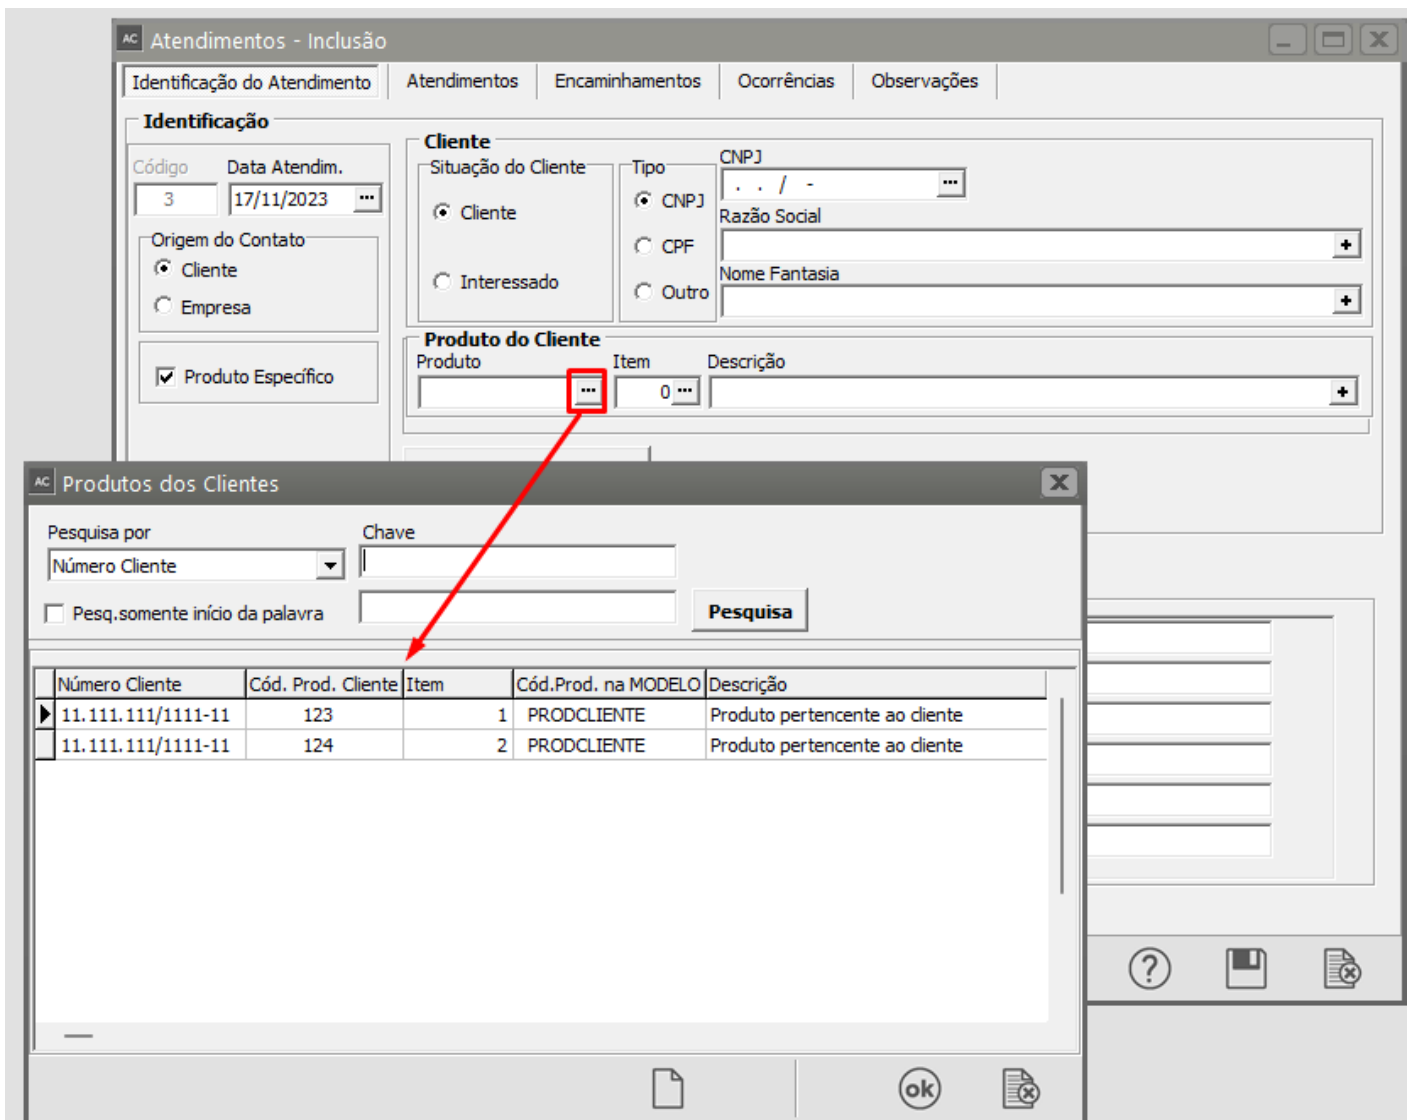 AC Atendimentos - Inclusão
Identificação do Atendimento Atendimentos Encaminhamentos Ocorrências Observações
Identificação
Código Data Atendim.
3 17/11/2023 ...
Origem do Contato
Cliente
Empresa
Produto Específico
Cliente
Situação do Cliente
Cliente
Interessado
Tipo
CNPJ
CPF
Outro
CNPJ
. . / - ...
Razão Social
+
Nome Fantasia
+
Produto do Cliente
Produto Item Descrição
... 0 ... +
AC Produtos dos Clientes
Pesquisa por Chave
Número Cliente
Pesq.somente início da palavra Pesquisa
Número Cliente Cód. Prod. Cliente Item Cód.Prod. na MODELO Descrição
11.111.111/1111-11 123 1 PRODCLIENTE Produto pertencente ao cliente
11.111.111/1111-11 124 2 PRODCLIENTE Produto pertencente ao cliente
?
ok